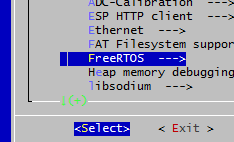 ADC-Calibration --->
ESP HTTP client --->
Ethernet --->
FAT Filesystem suppor
FreeRTOS --->
Heap memory debugging
libsodium --->
↓(+)
<Select> < Exit >